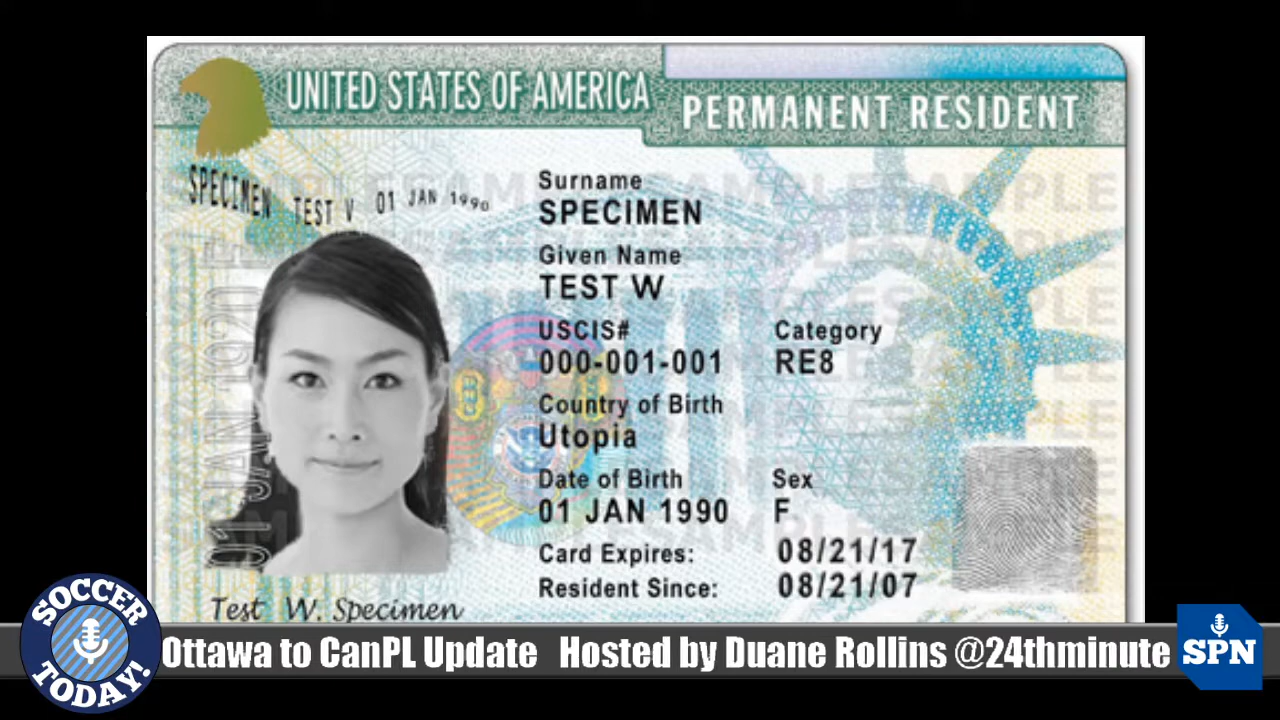 UNITED STATES OF AMERICA
PERMANENT RESIDENT
SPECIMEN TEST V 01 JAN 1990
Surname
SPECIMEN
Given Name
TEST W
USCIS# Category
000-001-001 RE8
Country of Birth
Utopia
Date of Birth Sex
01 JAN 1990 F
Card Expires: 08/21/17
Resident Since: 08/21/07
01 JAN 1990
Test W. Specimen
SOCCER
TODAY!
Ottawa to CanPL Update Hosted by Duane Rollins @24thminute
SPN